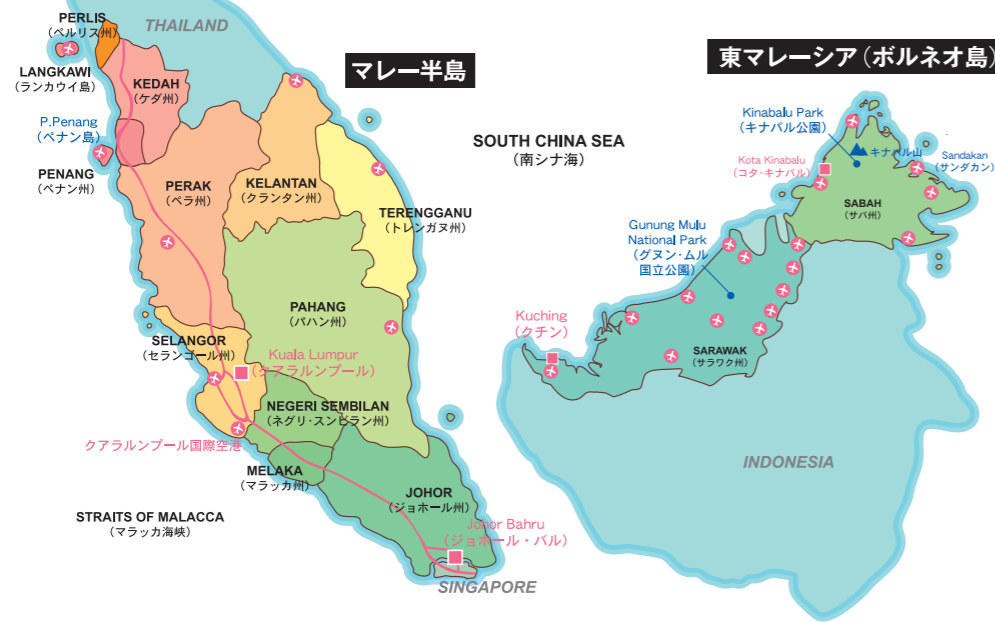 PERLIS
（ペルリス州）
THAILAND
LANGKAWI
（ランカウイ島）
KEDAH
（ケダ州）
マレー半島
P.Penang
（ペナン島）
PENANG
（ペナン州）
PERAK
（ペラ州）
KELANTAN
（クランタン州）
TERENGGANU
（トレンガヌ州）
PAHANG
（パハン州）
SELANGOR
（セランゴール州）
Kuala Lumpur
（クアラルンプール）
NEGERI SEMBILAN
（ネグリ・スンビラン州）
クアラルンプール国際空港
MELAKA
（マラッカ州）
JOHOR
（ジョホール州）
STRAITS OF MALACCA
（マラッカ海峡）
Johor Bahru
（ジョホール・バル）
SINGAPORE
SOUTH CHINA SEA
（南シナ海）
東マレーシア（ボルネオ島）
Kinabalu Park
（キナバル公園）
キナバル山
Kota Kinabalu
（コタ・キナバル）
Sandakan
（サンダカン）
SABAH
（サバ州）
Gunung Mulu
National Park
（グヌン・ムル
国立公園）
Kuching
（クチン）
SARAWAK
（サラワク州）
INDONESIA